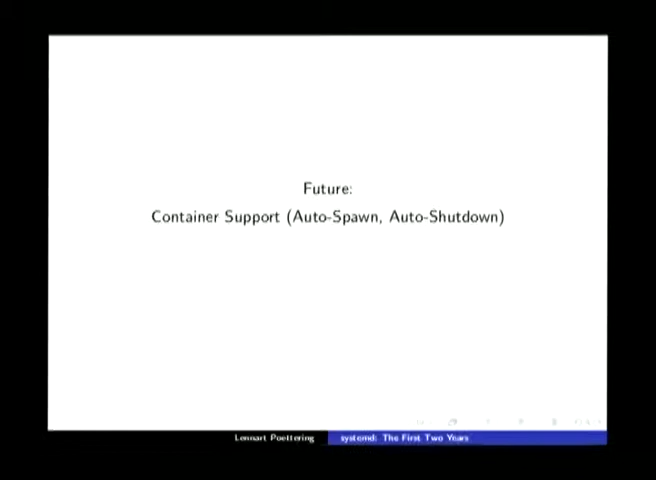 Future:
Container Support (Auto-Spawn, Auto-Shutdown)
Lennart Poettering
systemd: The First Two Years